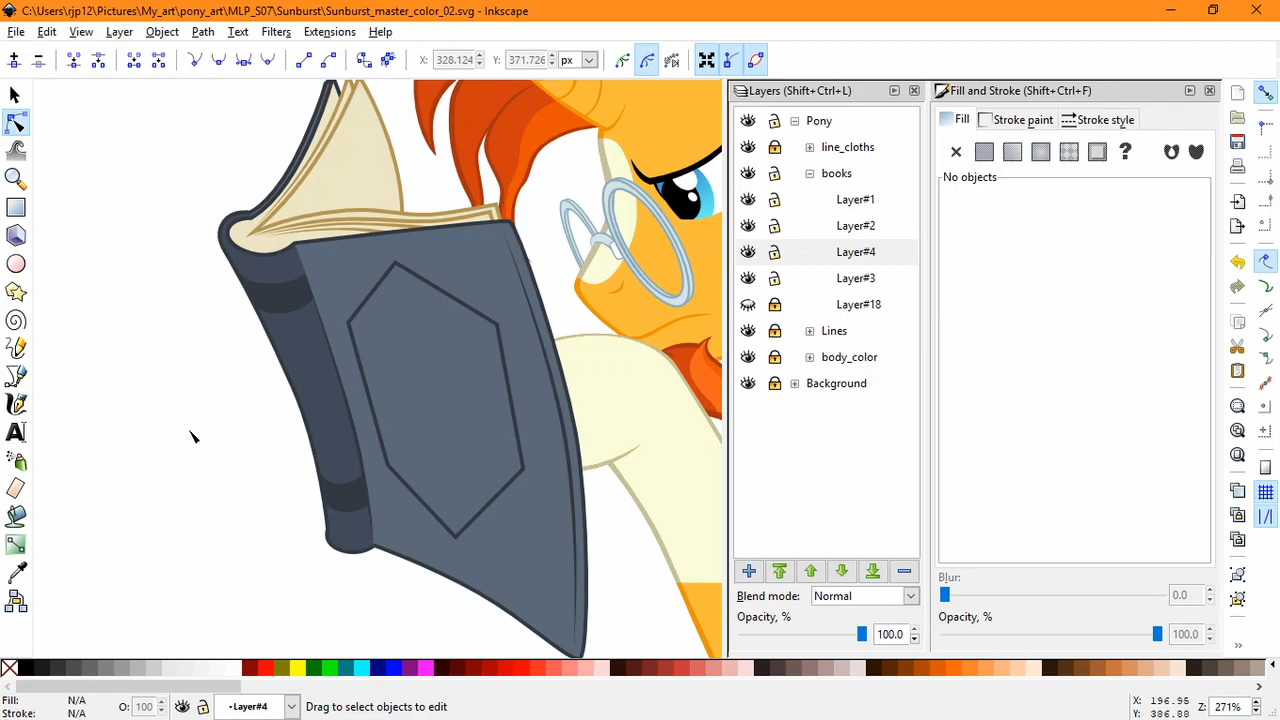 C:\Users\rjp12\Pictures\My_art\pony_art\MLP_S07\Sunburst\Sunburst_master_color_02.svg - Inkscape
File Edit View Layer Object Path Text Filters Extensions Help
X: 328.124 Y: 371.726 px
Layers (Shift+Ctrl+L)
Fill and Stroke (Shift+Ctrl+F)
Pony
line_cloths
books
Layer#1
Layer#2
Layer#4
Layer#3
Layer#18
Lines
body_color
Background
Fill Stroke paint Stroke style
?
No objects
Blend mode: Normal
Opacity, %
100.0
Blur:
0.0
Opacity, %
100.0
Fill: N/A
Stroke: N/A
O: 100
•Layer#4
Drag to select objects to edit
X: 196.95
Y: 386.88
Z: 271%